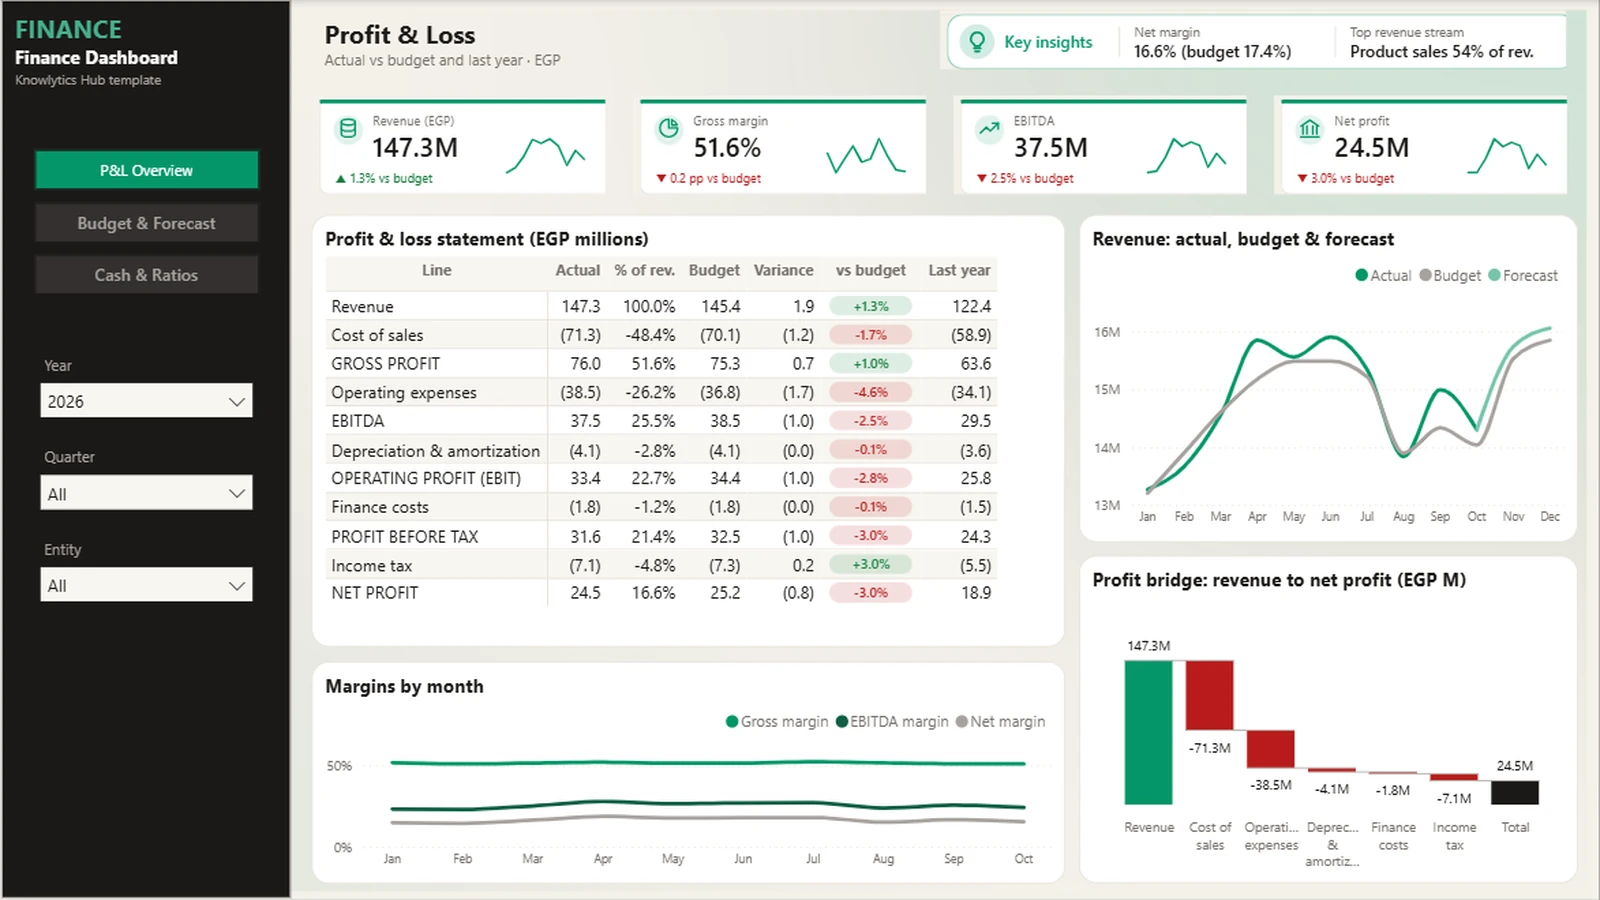 FINANCE
Finance Dashboard
Knowlytics Hub template
P&L Overview
Budget & Forecast
Cash & Ratios
Year
2026
Quarter
All
Entity
All
Profit & Loss
Actual vs budget and last year · EGP
Key insights
Net margin
16.6% (budget 17.4%)
Top revenue stream
Product sales 54% of rev.
Revenue (EGP)
147.3M
▲ 1.3% vs budget
Gross margin
51.6%
▼ 0.2 pp vs budget
EBITDA
37.5M
▼ 2.5% vs budget
Net profit
24.5M
▼ 3.0% vs budget
Profit & loss statement (EGP millions)
Line Actual % of rev. Budget Variance vs budget Last year
Revenue 147.3 100.0% 145.4 1.9 +1.3% 122.4
Cost of sales (71.3) -48.4% (70.1) (1.2) -1.7% (58.9)
GROSS PROFIT 76.0 51.6% 75.3 0.7 +1.0% 63.6
Operating expenses (38.5) -26.2% (36.8) (1.7) -4.6% (34.1)
EBITDA 37.5 25.5% 38.5 (1.0) -2.5% 29.5
Depreciation & amortization (4.1) -2.8% (4.1) (0.0) -0.1% (3.6)
OPERATING PROFIT (EBIT) 33.4 22.7% 34.4 (1.0) -2.8% 25.8
Finance costs (1.8) -1.2% (1.8) (0.0) -0.1% (1.5)
PROFIT BEFORE TAX 31.6 21.4% 32.5 (1.0) -3.0% 24.3
Income tax (7.1) -4.8% (7.3) 0.2 +3.0% (5.5)
NET PROFIT 24.5 16.6% 25.2 (0.8) -3.0% 18.9
Revenue: actual, budget & forecast
Actual Budget Forecast
16M
15M
14M
13M
Jan Feb Mar Apr May Jun Jul Aug Sep Oct Nov Dec
Margins by month
Gross margin EBITDA margin Net margin
50%
0%
Jan Feb Mar Apr May Jun Jul Aug Sep Oct
Profit bridge: revenue to net profit (EGP M)
147.3M
-71.3M
-38.5M
-4.1M
-1.8M
-7.1M
24.5M
Revenue
Cost of
sales
Operati...
expenses
Deprec...
&
amortiz...
Finance
costs
Income
tax
Total